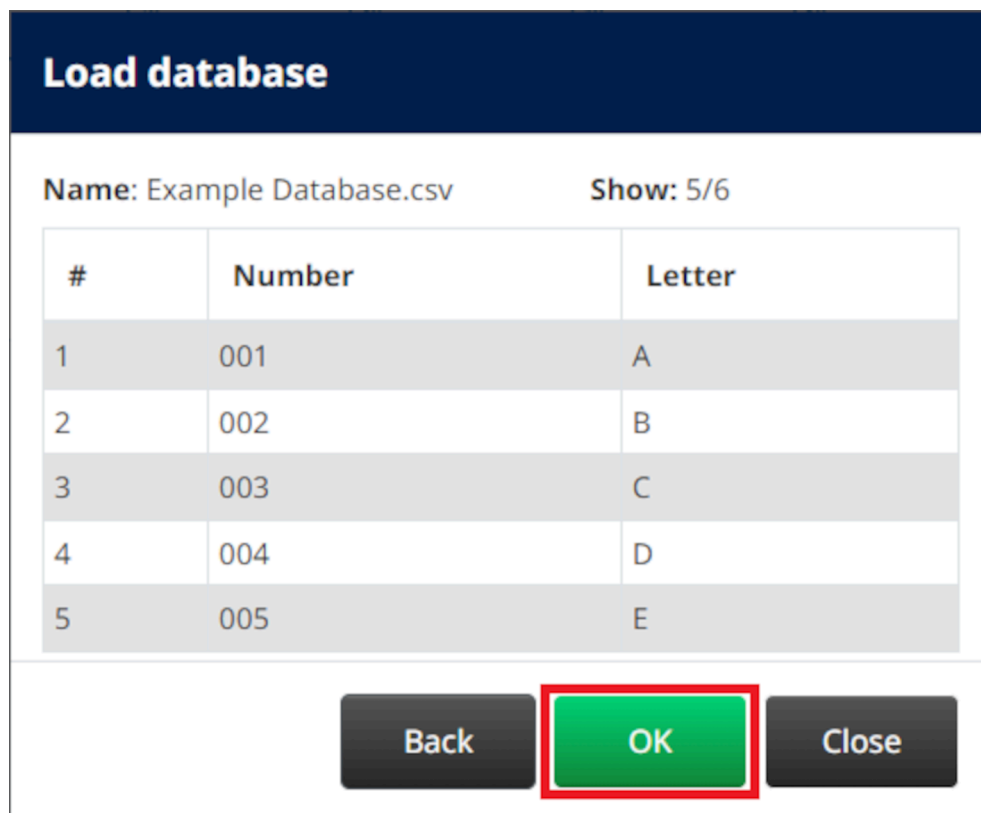 Load database
Name: Example Database.csv Show: 5/6
# Number Letter
1 001 A
2 002 B
3 003 C
4 004 D
5 005 E
Back OK Close